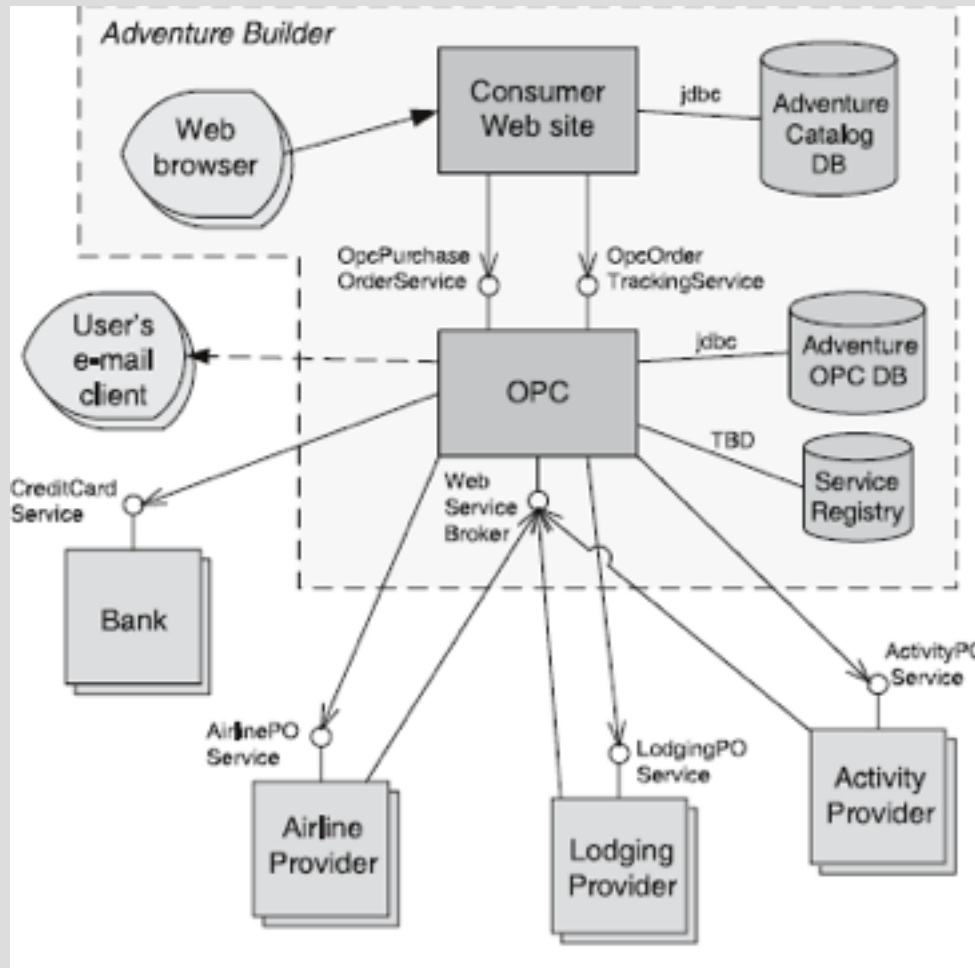 Adventure Builder
Consumer
Web site
jdbc
Adventure
Catalog
DB
Web
browser
OpcPurchase
OrderService
OpcOrder
TrackingService
User's
e-mail
client
OPC
jdbc
Adventure
OPC DB
TBD
Service
Registry
CreditCard
Service
Web
Service
Broker
Bank
ActivityPO
Service
AirlinePO
Service
LodgingPO
Service
Airline
Provider
Lodging
Provider
Activity
Provider